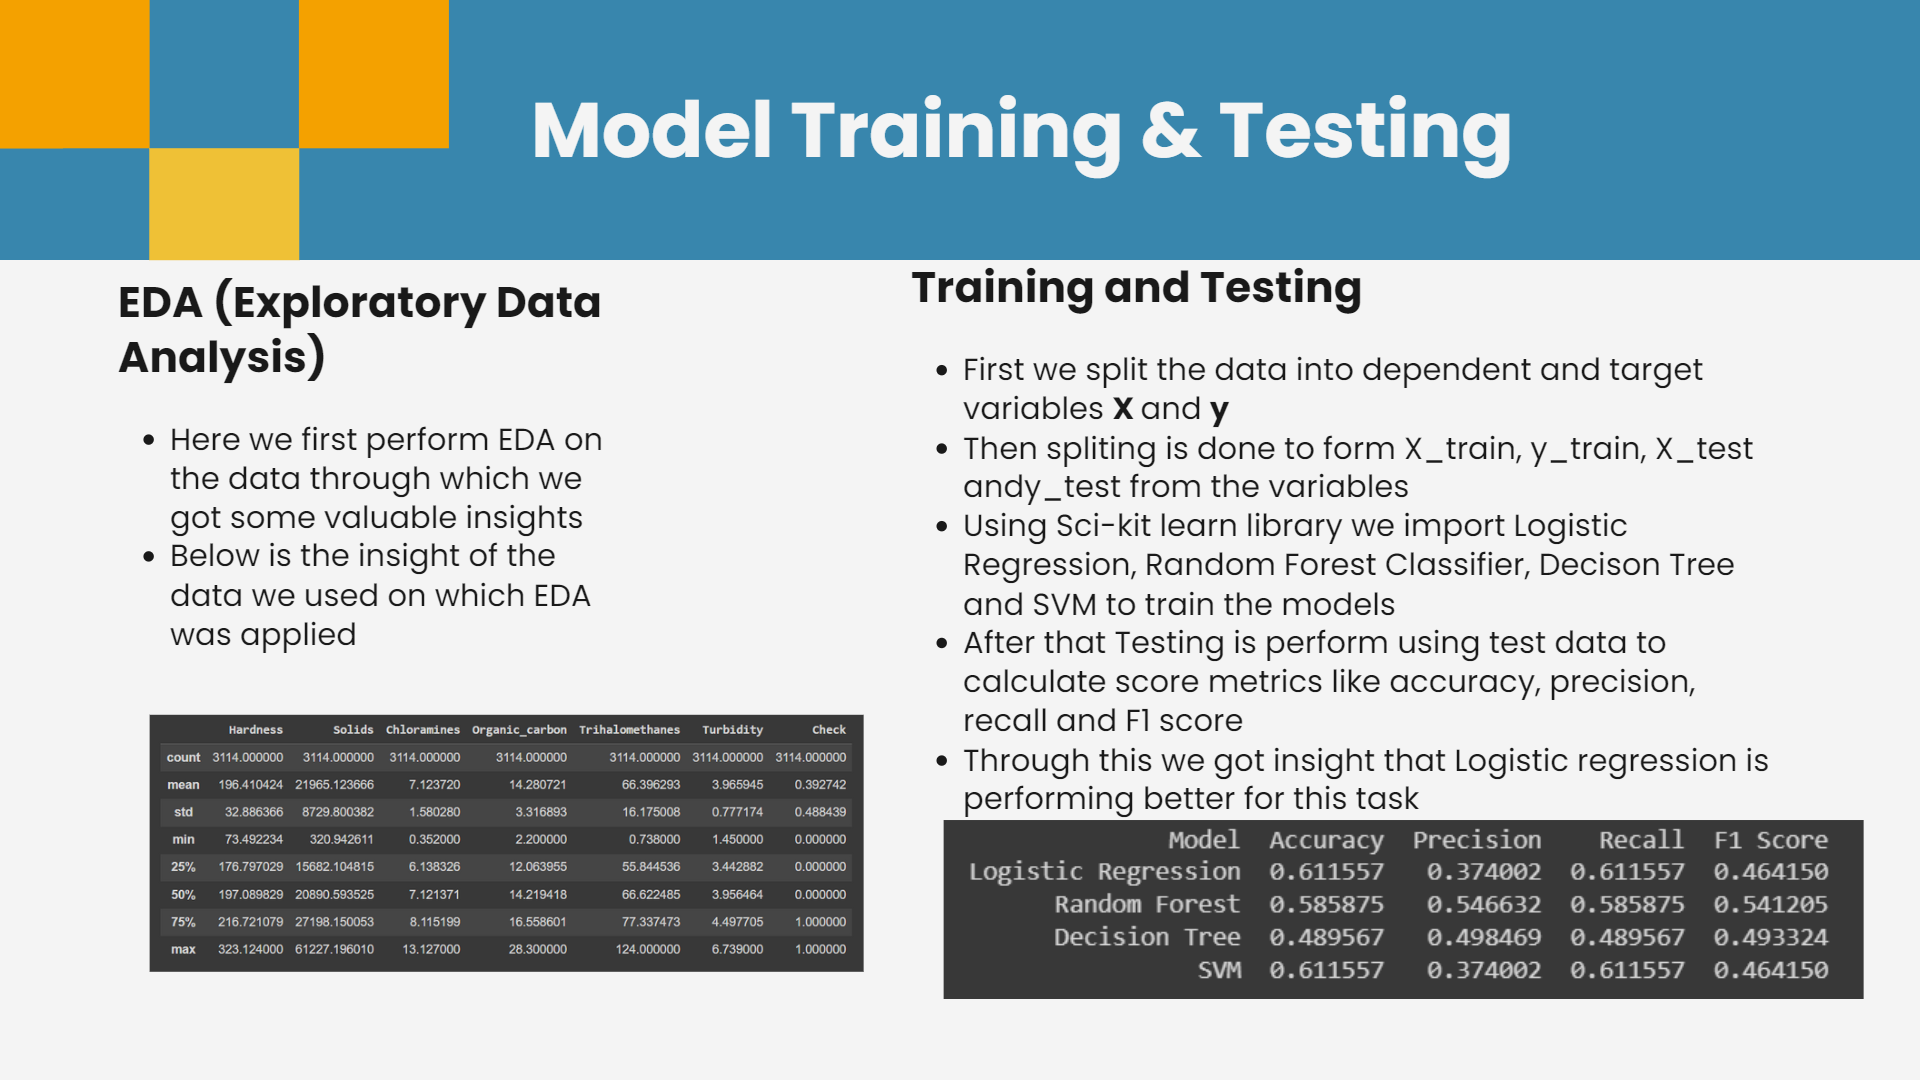 Model Training & Testing
EDA (Exploratory Data
Analysis)
• Here we first perform EDA on
the data through which we
got some valuable insights
• Below is the insight of the
data we used on which EDA
was applied
Hardness Solids Chloramines Organic_carbon Trihalomethanes Turbidity Check
count 3114.000000 3114.000000 3114.000000 3114.000000 3114.000000 3114.000000 3114.000000
mean 196.410424 21965.123666 7.123720 14.280721 66.396293 3.965945 0.392742
std 32.886366 8729.800382 1.580280 3.316893 16.175008 0.777174 0.488439
min 73.492234 320.942611 0.352000 2.200000 0.738000 1.450000 0.000000
25% 176.797029 15682.104815 6.138326 12.063955 55.844536 3.442882 0.000000
50% 197.089829 20890.593525 7.121371 14.219418 66.622485 3.956464 0.000000
75% 216.721079 27198.150053 8.115199 16.558601 77.337473 4.497705 1.000000
max 323.124000 61227.196010 13.127000 28.300000 124.000000 6.739000 1.000000
Training and Testing
• First we split the data into dependent and target
variables X and y
• Then spliting is done to form X_train, y_train, X_test
andy_test from the variables
• Using Sci-kit learn library we import Logistic
Regression, Random Forest Classifier, Decison Tree
and SVM to train the models
• After that Testing is perform using test data to
calculate score metrics like accuracy, precision,
recall and F1 score
• Through this we got insight that Logistic regression is
performing better for this task
Model Accuracy Precision Recall F1 Score
Logistic Regression 0.611557 0.374002 0.611557 0.464150
Random Forest 0.585875 0.546632 0.585875 0.541205
Decision Tree 0.489567 0.498469 0.489567 0.493324
SVM 0.611557 0.374002 0.611557 0.464150